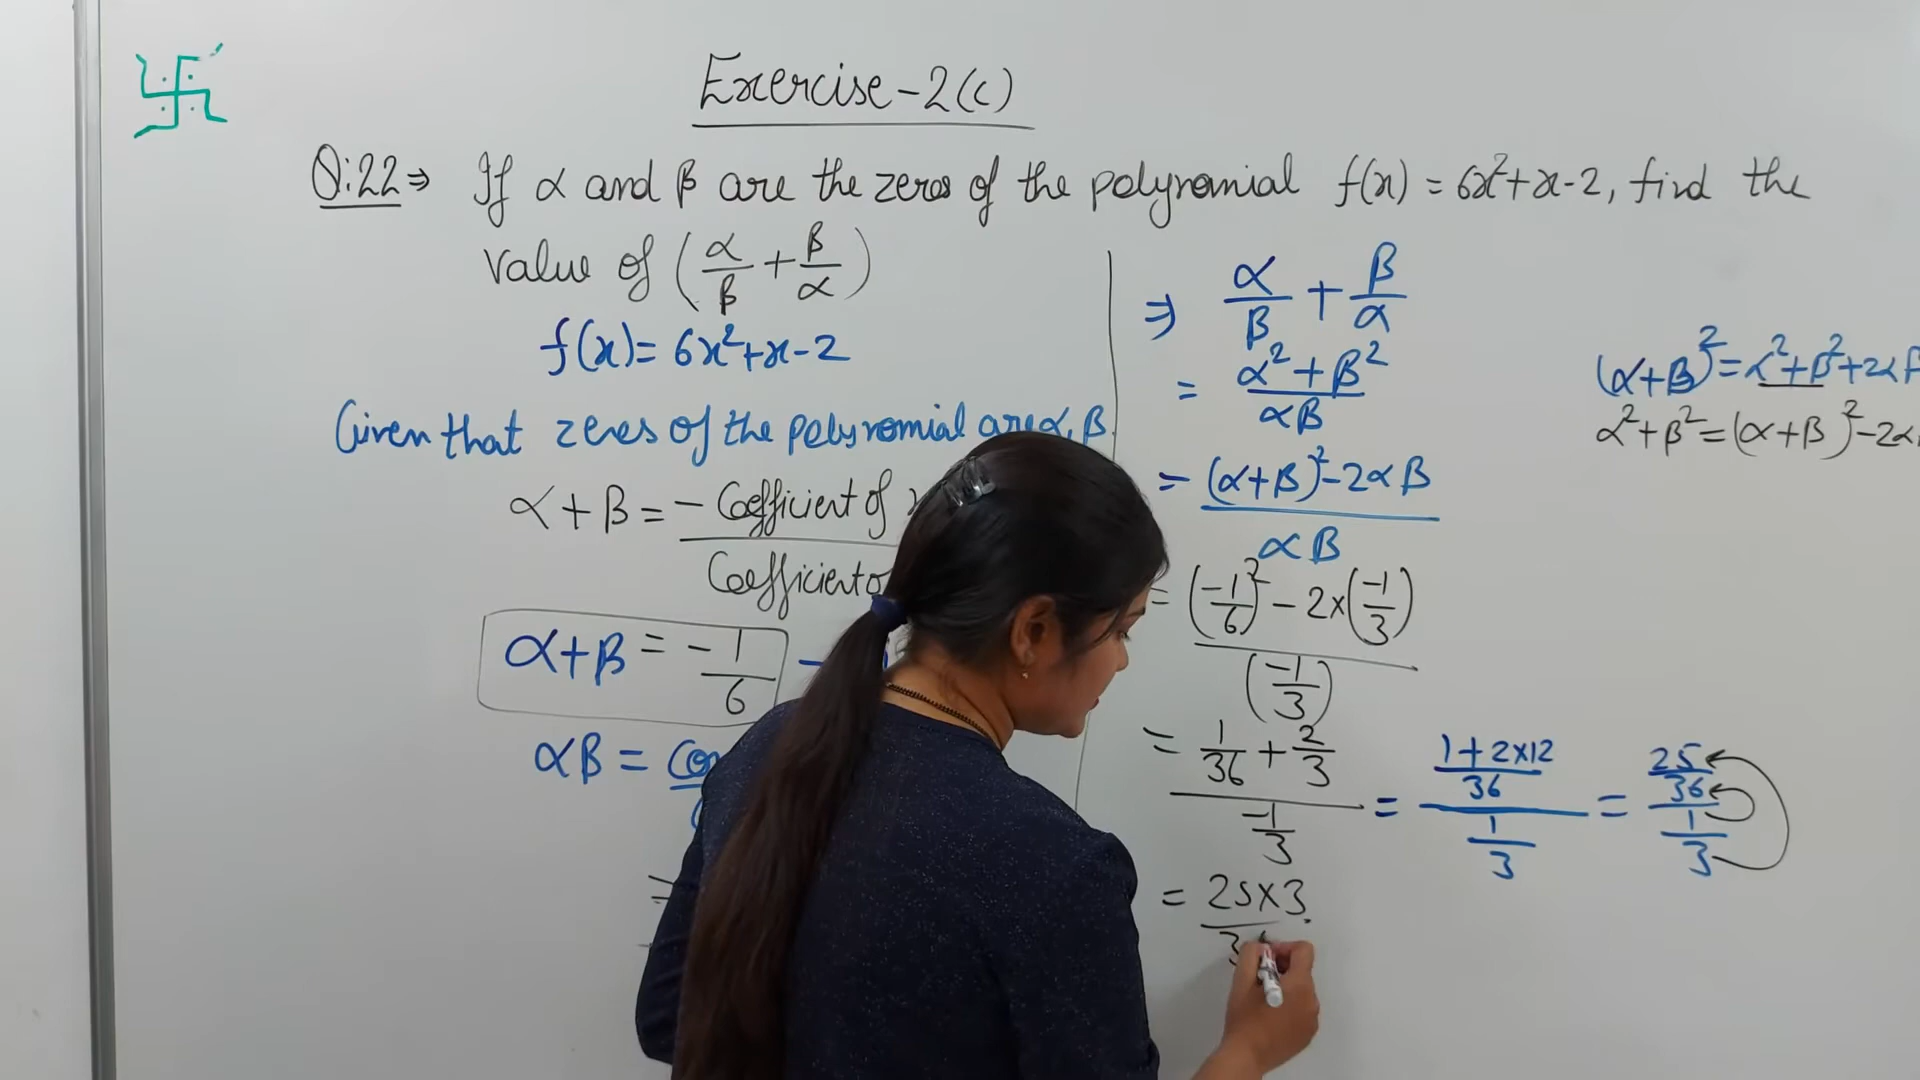 Exercise-2(c)
Q:22⇒ If α and β are the zeros of the polynomial f(x) = 6x²+x-2, find the
value of (α/β + β/α)
f(x) = 6x²+x-2
Given that zeros of the polynomial are α, β.
α+β = - Coefficient of
Coefficient
α+β = -1/6
αβ =
=
⇒ α/β + β/α
= α²+β²/αβ
= (α+β)²-2αβ/αβ
= (-1/6)² - 2×(-1/3)/(-1/3)
= 1/36 + 2/3/-1/3 = 1+2×12/36/1/3 = 25/36/1/3
= 25×3/3
(α+β)² = α²+β²+2αβ
α²+β² = (α+β)²-2α